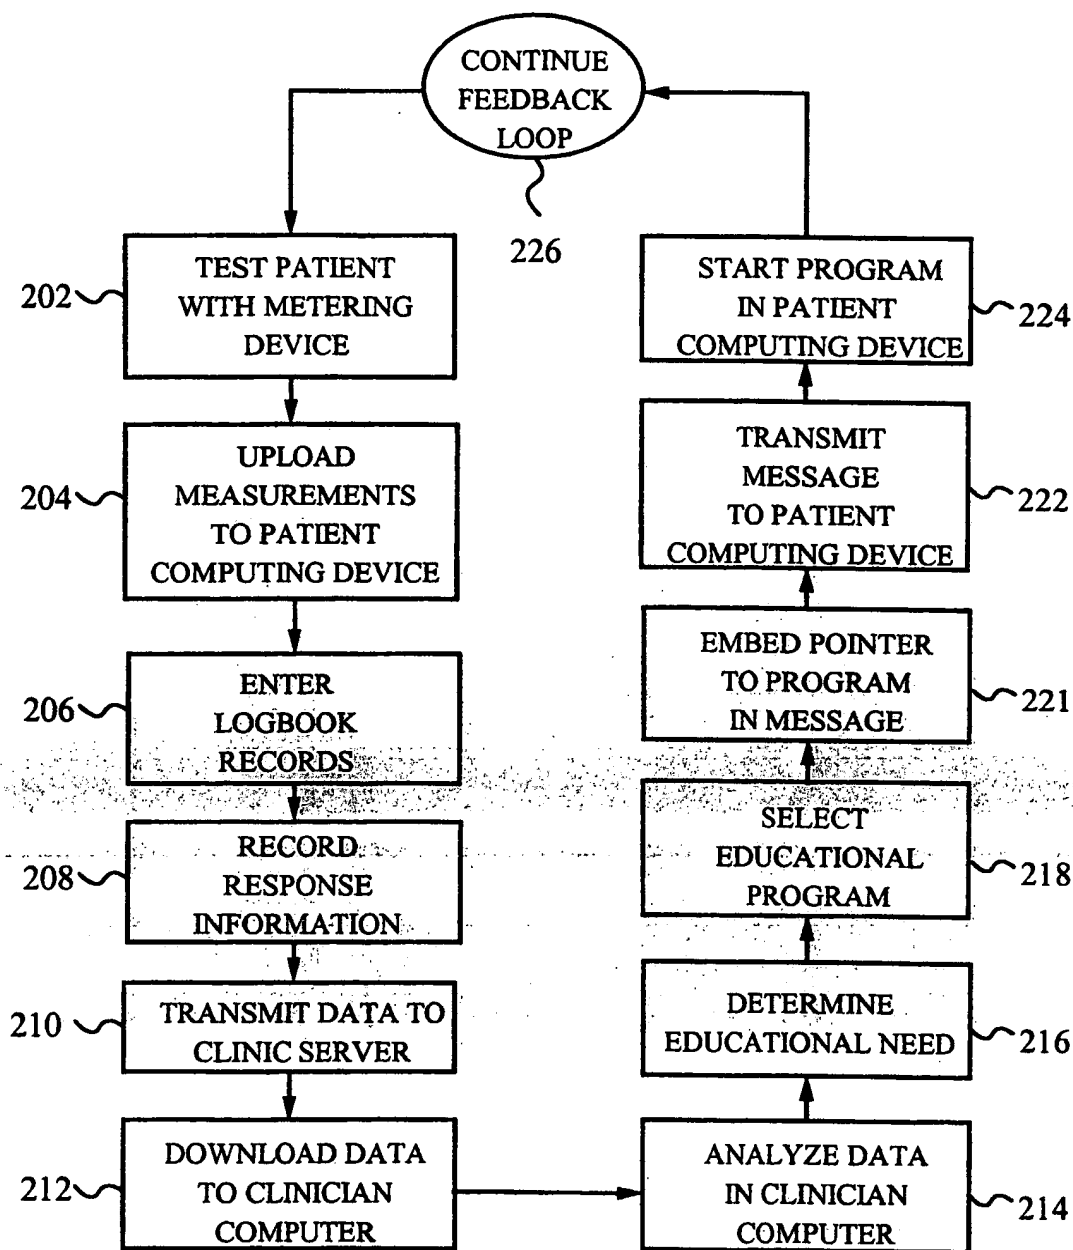 CONTINUE
FEEDBACK
LOOP
226
202
TEST PATIENT
WITH METERING
DEVICE
204
UPLOAD
MEASUREMENTS
TO PATIENT
COMPUTING DEVICE
206
ENTER
LOGBOOK
RECORDS
208
RECORD
RESPONSE
INFORMATION
210
TRANSMIT DATA TO
CLINIC SERVER
212
DOWNLOAD DATA
TO CLINICIAN
COMPUTER
ANALYZE DATA
IN CLINICIAN
COMPUTER
214
DETERMINE
EDUCATIONAL NEED
216
SELECT
EDUCATIONAL
PROGRAM
218
EMBED POINTER
TO PROGRAM
IN MESSAGE
221
TRANSMIT
MESSAGE
TO PATIENT
COMPUTING DEVICE
222
START PROGRAM
IN PATIENT
COMPUTING DEVICE
224